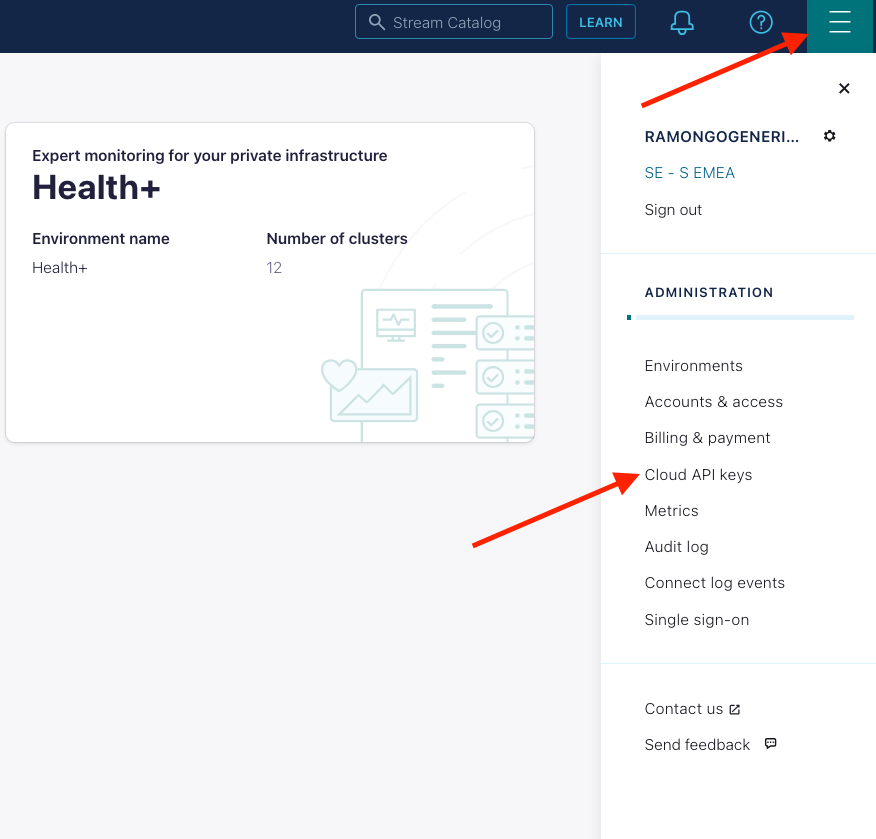 Stream Catalog
LEARN
Expert monitoring for your private infrastructure
Health+
Environment name
Number of clusters
Health+
12
RAMONGOGENERI...
SE - S EMEA
Sign out
ADMINISTRATION
Environments
Accounts & access
Billing & payment
Cloud API keys
Metrics
Audit log
Connect log events
Single sign-on
Contact us
Send feedback